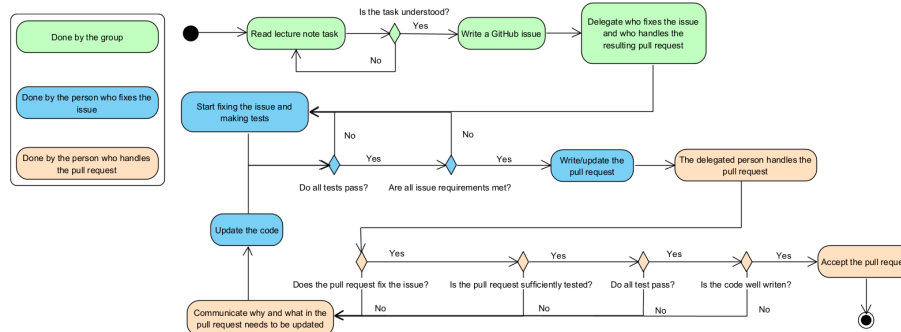 Is the task understood?
Done by the group
Read lecture note task
Yes
Write a GitHub issue
Delegate who fixes the issue
and who handles the
resulting pull request
No
Done by the person who fixes the
issue
Start fixing the issue and
making tests
No
No
Done by the person who handles
the pull request
Yes
Yes
Write/update the
pull request
The delegated person handles the
pull request
Do all tests pass?
Are all issue requirements met?
Update the code
Yes
Yes
Yes
Yes
Accept the pull reque
Does the pull request fix the issue?
Is the pull request sufficiently tested?
Do all test pass?
Is the code well writen?
Communicate why and what in the
pull request needs to be updated
No
No
No
No